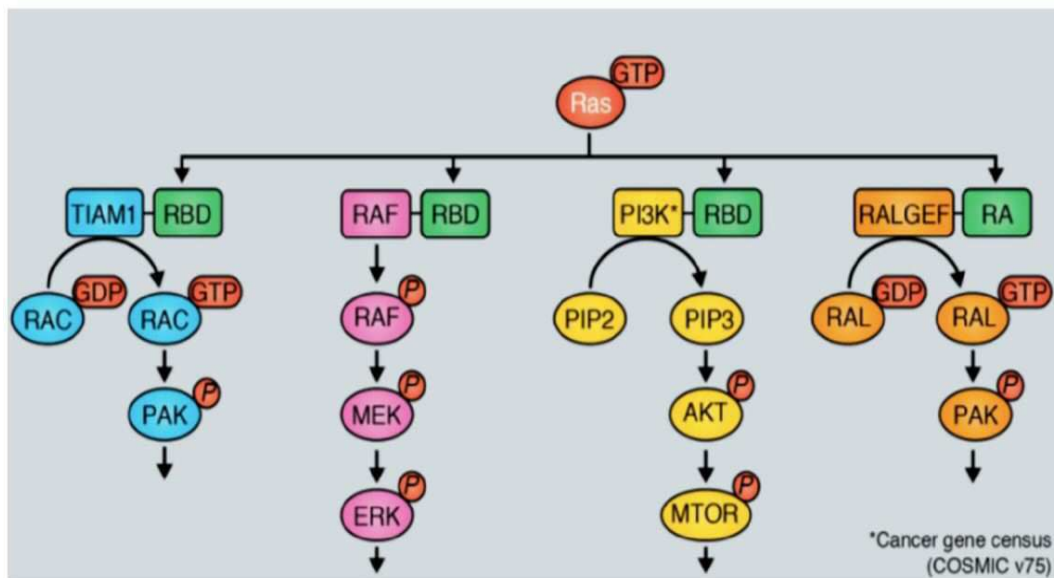 GTP
Ras
TIAM1 RBD RAF RBD PI3K* RBD RALGEF RA
GDP GTP P GDP GTP
RAC RAC RAF PIP2 PIP3 RAL RAL
P P P P
PAK MEK AKT PAK
P P
ERK MTOR
*Cancer gene census
(COSMIC v75)